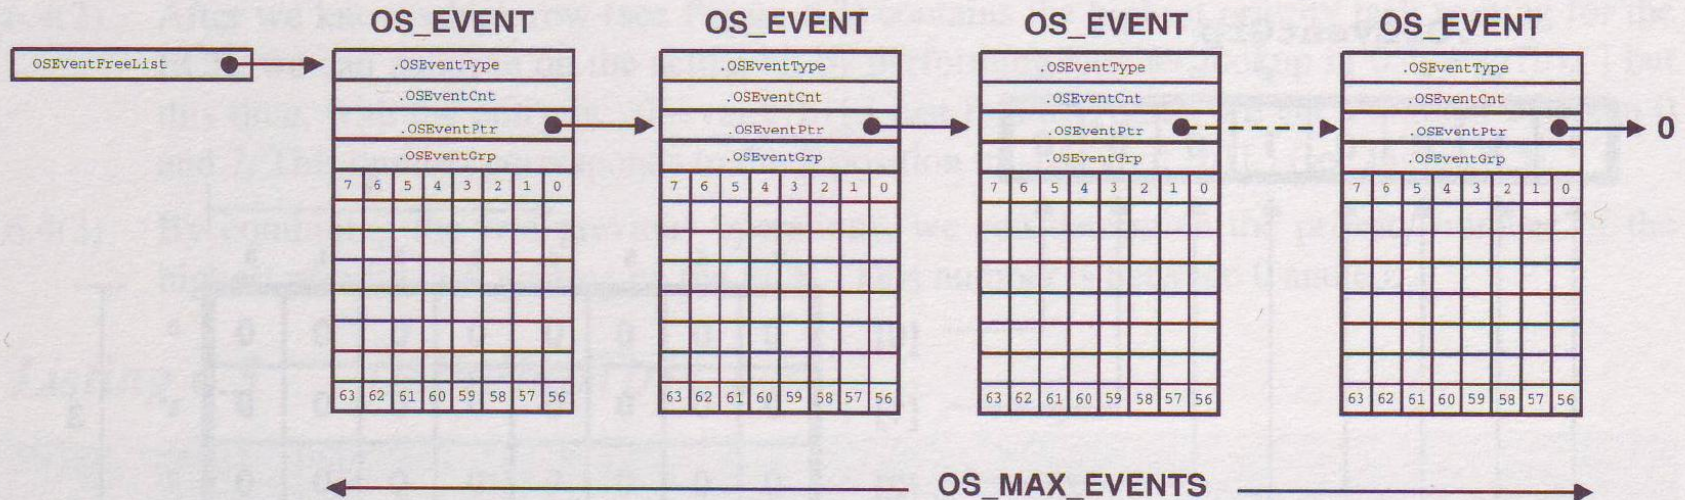 OS_EVENT OS_EVENT OS_EVENT OS_EVENT
OSEventFreeList
.OSEventType .OSEventType .OSEventType .OSEventType
.OSEventCnt .OSEventCnt .OSEventCnt .OSEventCnt
.OSEventPtr .OSEventPtr .OSEventPtr .OSEventPtr 0
.OSEventGrp .OSEventGrp .OSEventGrp .OSEventGrp
7 6 5 4 3 2 1 0 7 6 5 4 3 2 1 0 7 6 5 4 3 2 1 0 7 6 5 4 3 2 1 0
63 62 61 60 59 58 57 56 63 62 61 60 59 58 57 56 63 62 61 60 59 58 57 56 63 62 61 60 59 58 57 56
OS_MAX_EVENTS